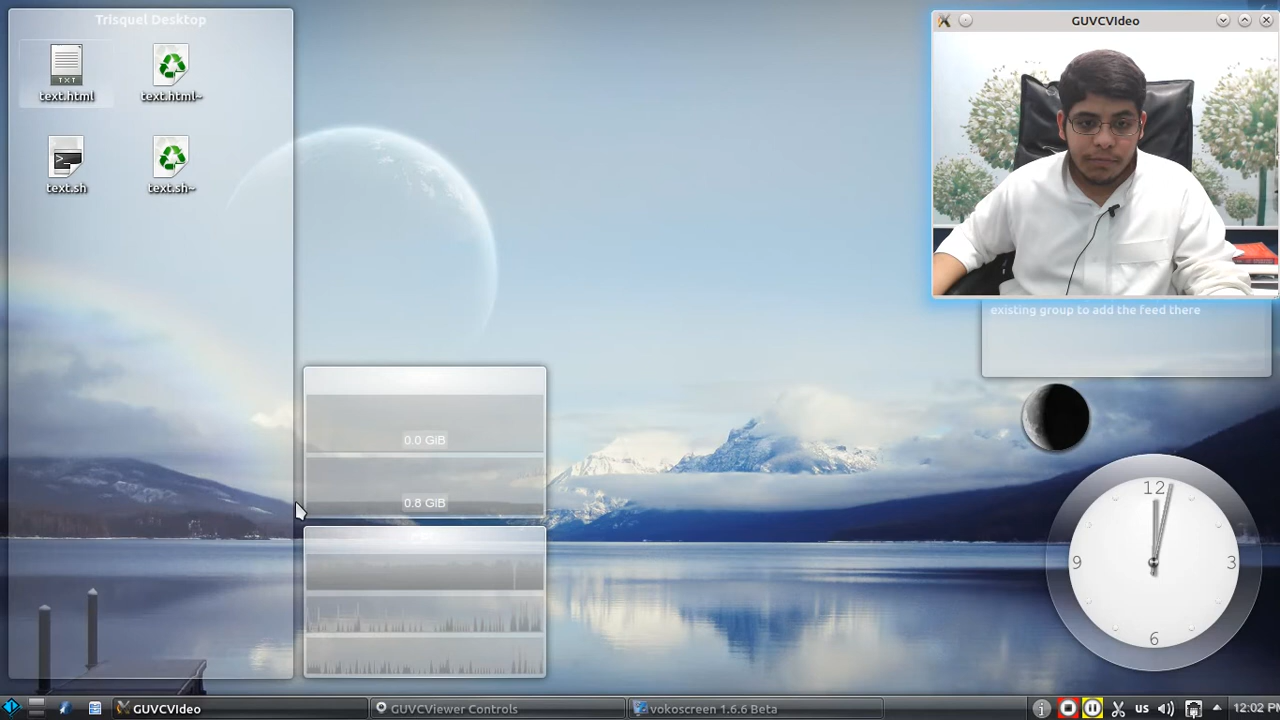 Trisquel Desktop
text.html
text.html~
text.sh
text.sh~
GUVCVIdeo
existing group to add the feed there
0.0 GiB
0.8 GiB
12
9
3
6
GUVCVIdeo
GUVCViewer Controls
vokoscreen 1.6.6 Beta
us
12:02